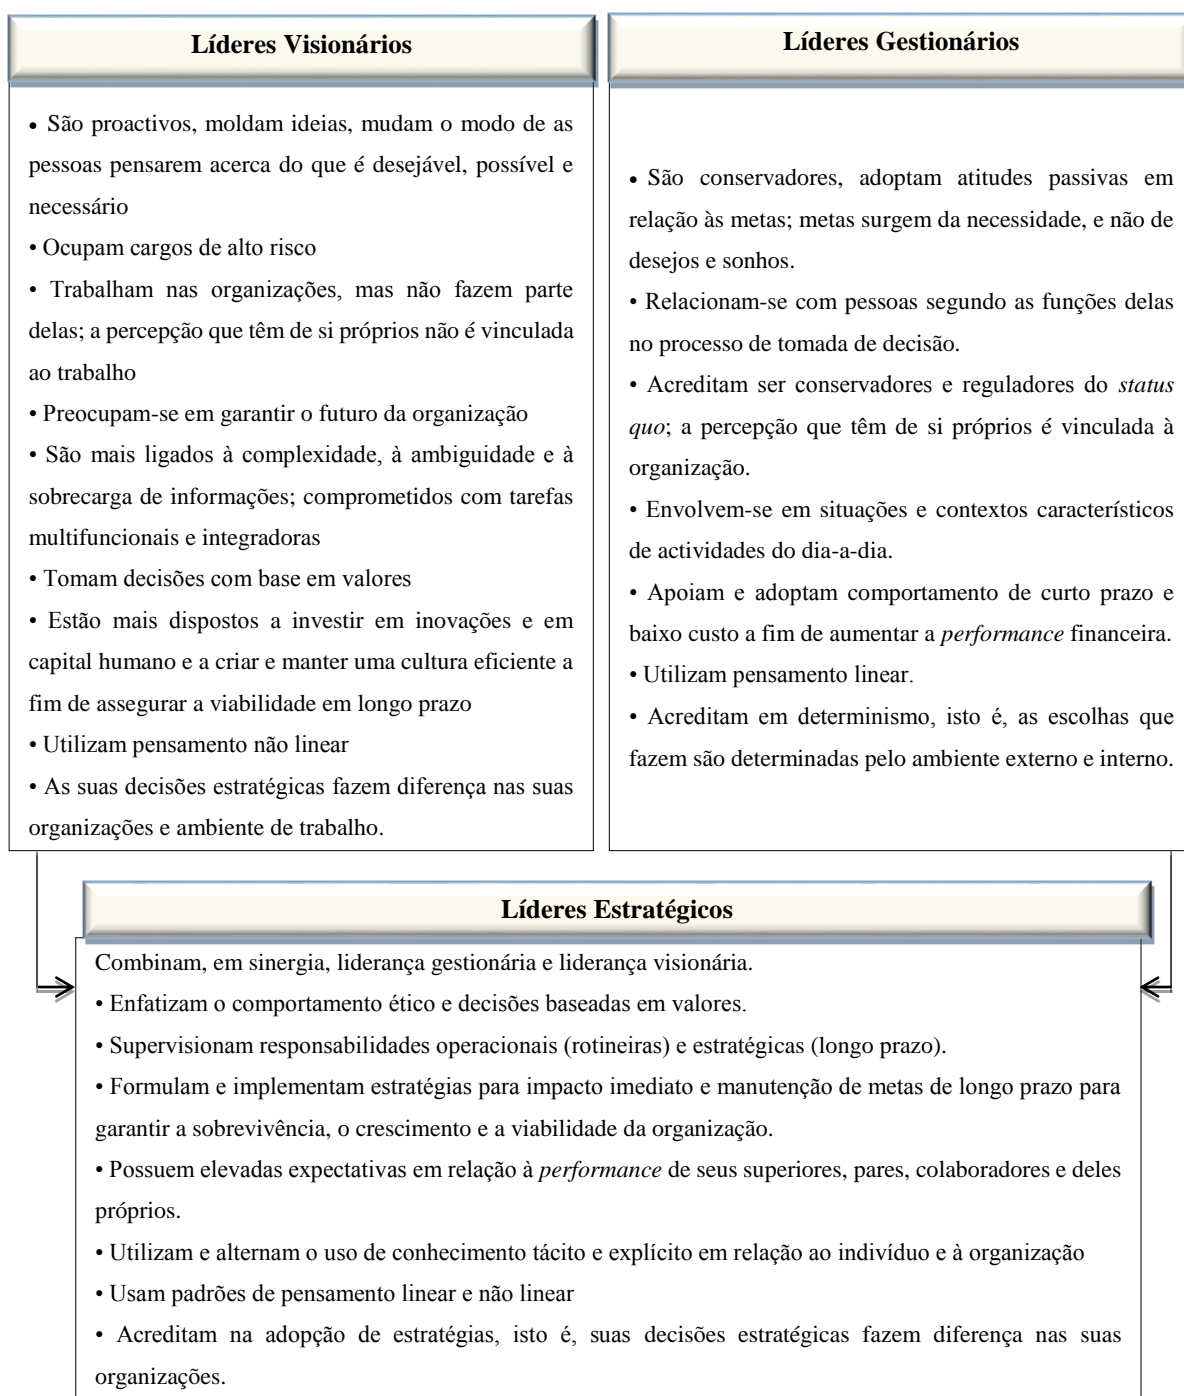 Líderes Visionários
• São proactivos, moldam ideias, mudam o modo de as
pessoas pensarem acerca do que é desejável, possível e
necessário
• Ocupam cargos de alto risco
• Trabalham nas organizações, mas não fazem parte
delas; a percepção que têm de si próprios não é vinculada
ao trabalho
• Preocupam-se em garantir o futuro da organização
• São mais ligados à complexidade, à ambiguidade e à
sobrecarga de informações; comprometidos com tarefas
multifuncionais e integradoras
• Tomam decisões com base em valores
• Estão mais dispostos a investir em inovações e em
capital humano e a criar e manter uma cultura eficiente a
fim de assegurar a viabilidade em longo prazo
• Utilizam pensamento não linear
• As suas decisões estratégicas fazem diferença nas suas
organizações e ambiente de trabalho.
Líderes Gestionários
• São conservadores, adoptam atitudes passivas em
relação às metas; metas surgem da necessidade, e não de
desejos e sonhos.
• Relacionam-se com pessoas segundo as funções delas
no processo de tomada de decisão.
• Acreditam ser conservadores e reguladores do status
quo; a percepção que têm de si próprios é vinculada à
organização.
• Envolvem-se em situações e contextos característicos
de actividades do dia-a-dia.
• Apoiam e adoptam comportamento de curto prazo e
baixo custo a fim de aumentar a performance financeira.
• Utilizam pensamento linear.
• Acreditam em determinismo, isto é, as escolhas que
fazem são determinadas pelo ambiente externo e interno.
Líderes Estratégicos
Combinam, em sinergia, liderança gestionária e liderança visionária.
• Enfatizam o comportamento ético e decisões baseadas em valores.
• Supervisionam responsabilidades operacionais (rotineiras) e estratégicas (longo prazo).
• Formulam e implementam estratégias para impacto imediato e manutenção de metas de longo prazo para
garantir a sobrevivência, o crescimento e a viabilidade da organização.
• Possuem elevadas expectativas em relação à performance de seus superiores, pares, colaboradores e deles
próprios.
• Utilizam e alternam o uso de conhecimento tácito e explícito em relação ao indivíduo e à organização
• Usam padrões de pensamento linear e não linear
• Acreditam na adopção de estratégias, isto é, suas decisões estratégicas fazem diferença nas suas
organizações.